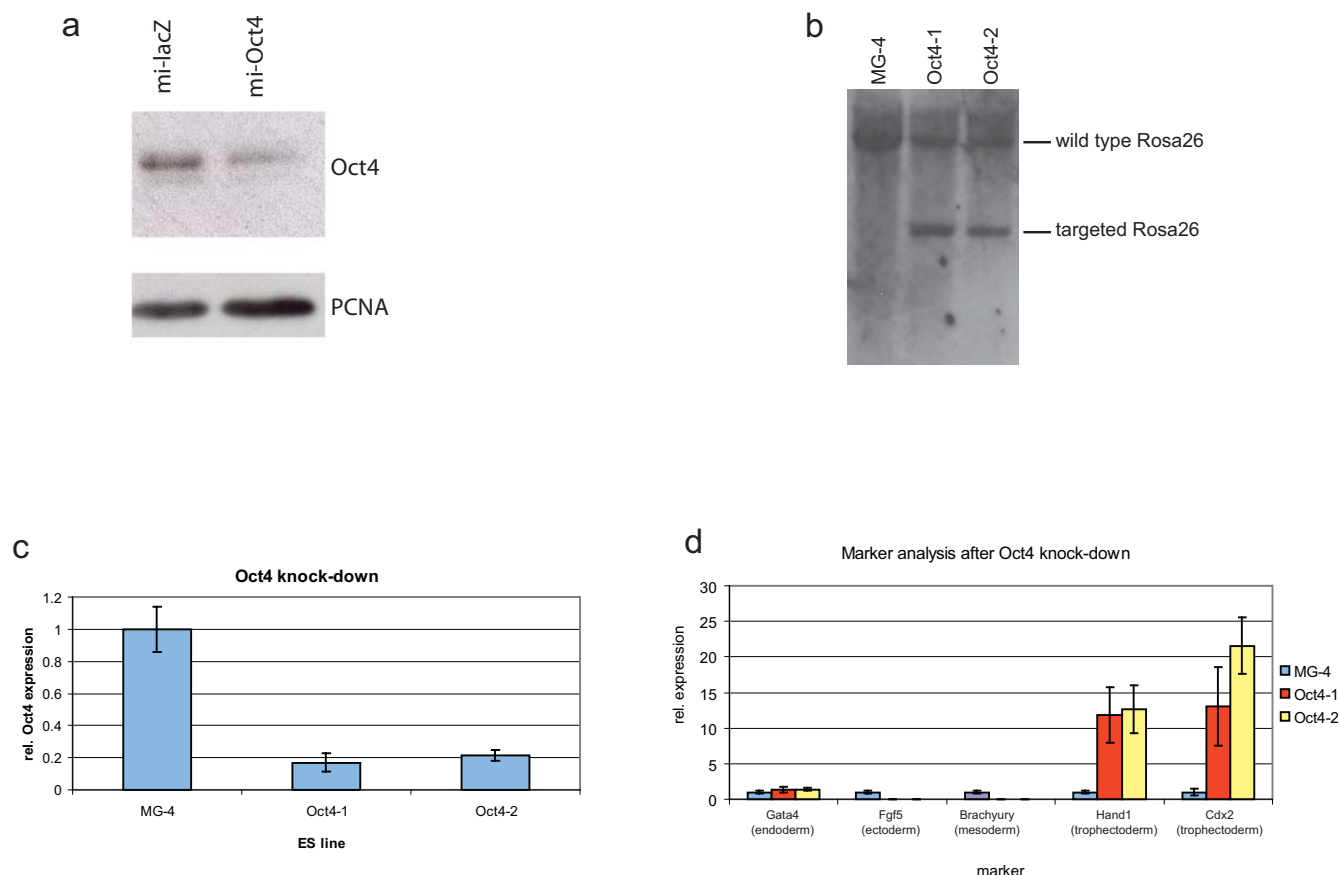 a
mi-lacZ
mi-Oct4
Oct4
PCNA
b
MG-4
Oct4-1
Oct4-2
wild type Rosa26
targeted Rosa26
c
Oct4 knock-down
rel. Oct4 expression
1.2
1
0.8
0.6
0.4
0.2
0
MG-4
Oct4-1
Oct4-2
ES line
d
Marker analysis after Oct4 knock-down
rel. expression
30
25
20
15
10
5
0
Gata4
(endoderm)
Fgf5
(ectoderm)
Brachyury
(mesoderm)
Hand1
(trophectoderm)
Cdx2
(trophectoderm)
marker
MG-4
Oct4-1
Oct4-2